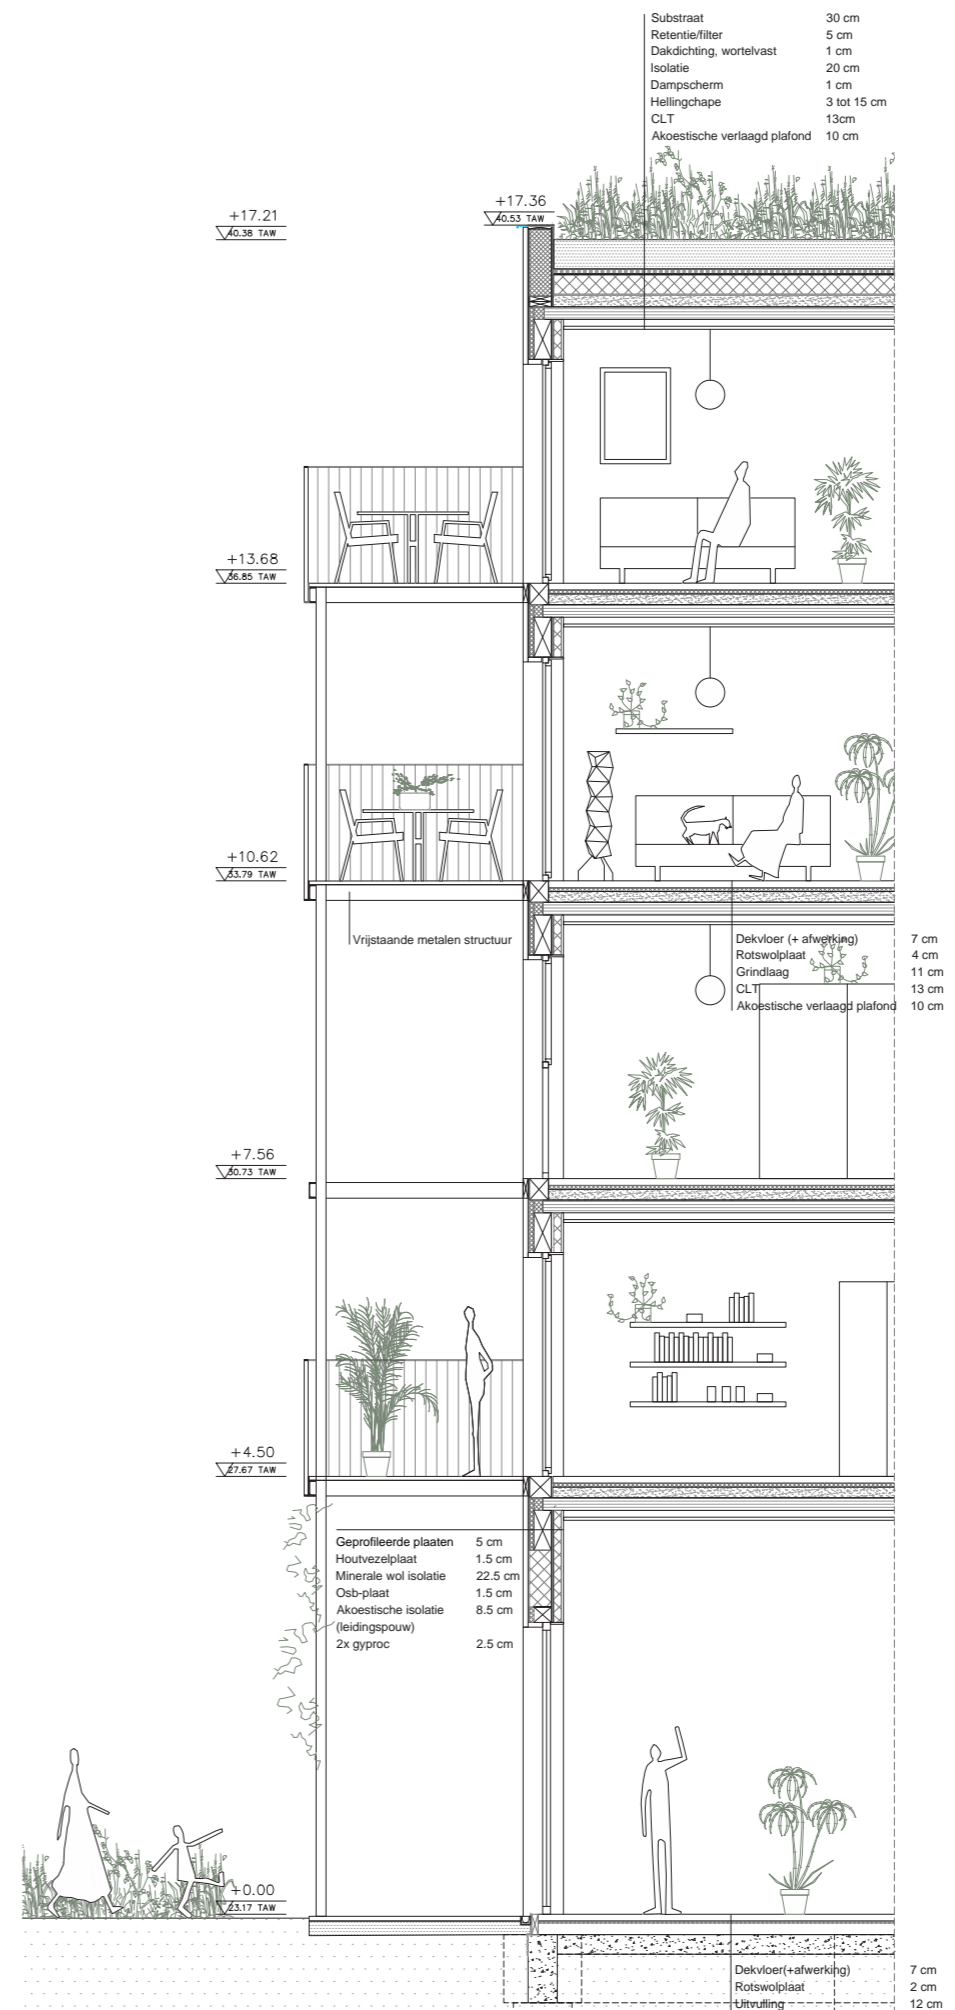 Substraat 30 cm
Retentie/filter 5 cm
Dakdichting, wortelvast 1 cm
Isolatie 20 cm
Dampscherm 1 cm
Hellingchape 3 tot 15 cm
CLT 13cm
Akoestische verlaagd plafond 10 cm
+17.36
40.53 TAW
+17.21
40.38 TAW
+13.68
36.85 TAW
+10.62
33.79 TAW
Vrijstaande metalen structuur
Dekvloer (+ afwerking) 7 cm
Rotswolplaat 4 cm
Grindlaag 11 cm
CLT 13 cm
Akoestische verlaagd plafond 10 cm
+7.56
30.73 TAW
+4.50
27.67 TAW
Geprofileerde plaaten 5 cm
Houtvezelplaat 1.5 cm
Minerale wol isolatie 22.5 cm
Osb-plaat 1.5 cm
Akoestische isolatie 8.5 cm
(leidingspouw)
2x gyproc 2.5 cm
+0.00
23.17 TAW
Dekvloer(+afwerking) 7 cm
Rotswolplaat 2 cm
Uitvulling 12 cm